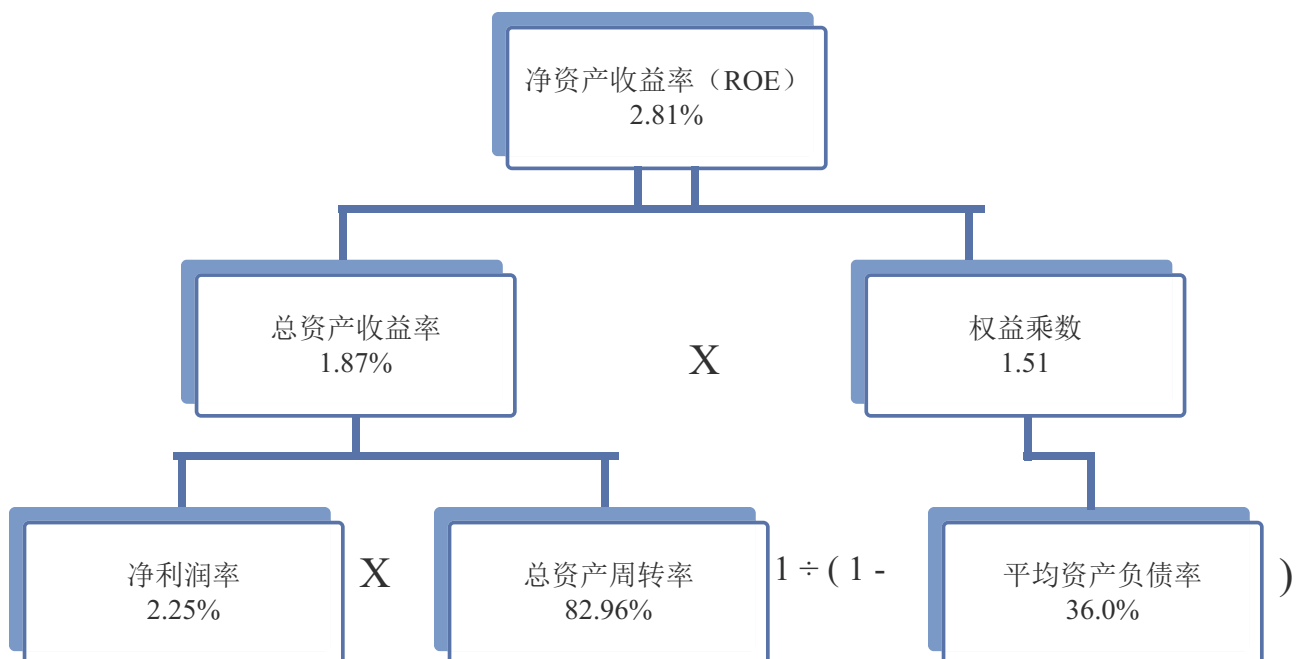 净资产收益率（ROE）
2.81%
总资产收益率
1.87%
X
权益乘数
1.51
净利润率
2.25%
X
总资产周转率
82.96%
1 ÷ ( 1 -
平均资产负债率
36.0%
)